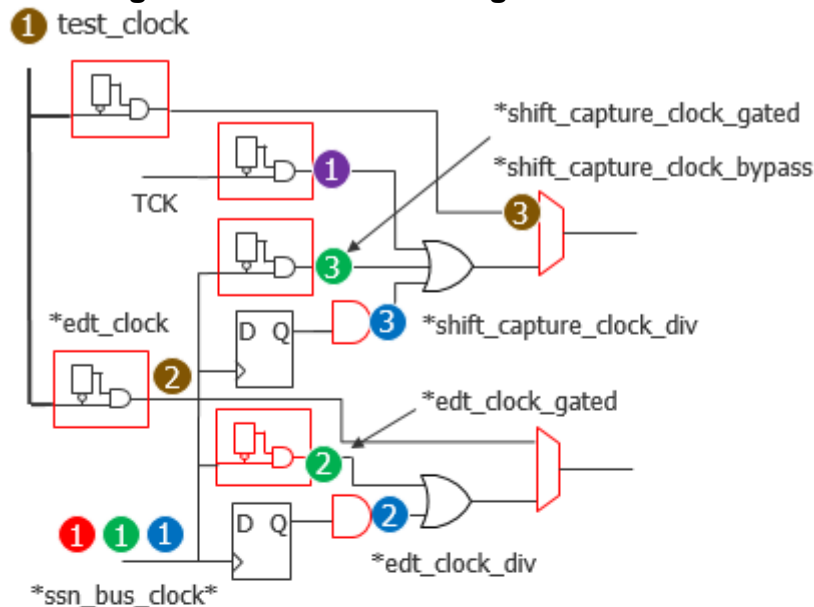 1 test_clock
*shift_capture_clock_gated
*shift_capture_clock_bypass
1
TCK
3
3
*edt_clock
D Q
3
*shift_capture_clock_div
2
*edt_clock_gated
2
D Q
2
1 1 1
*edt_clock_div
*ssn_bus_clock*